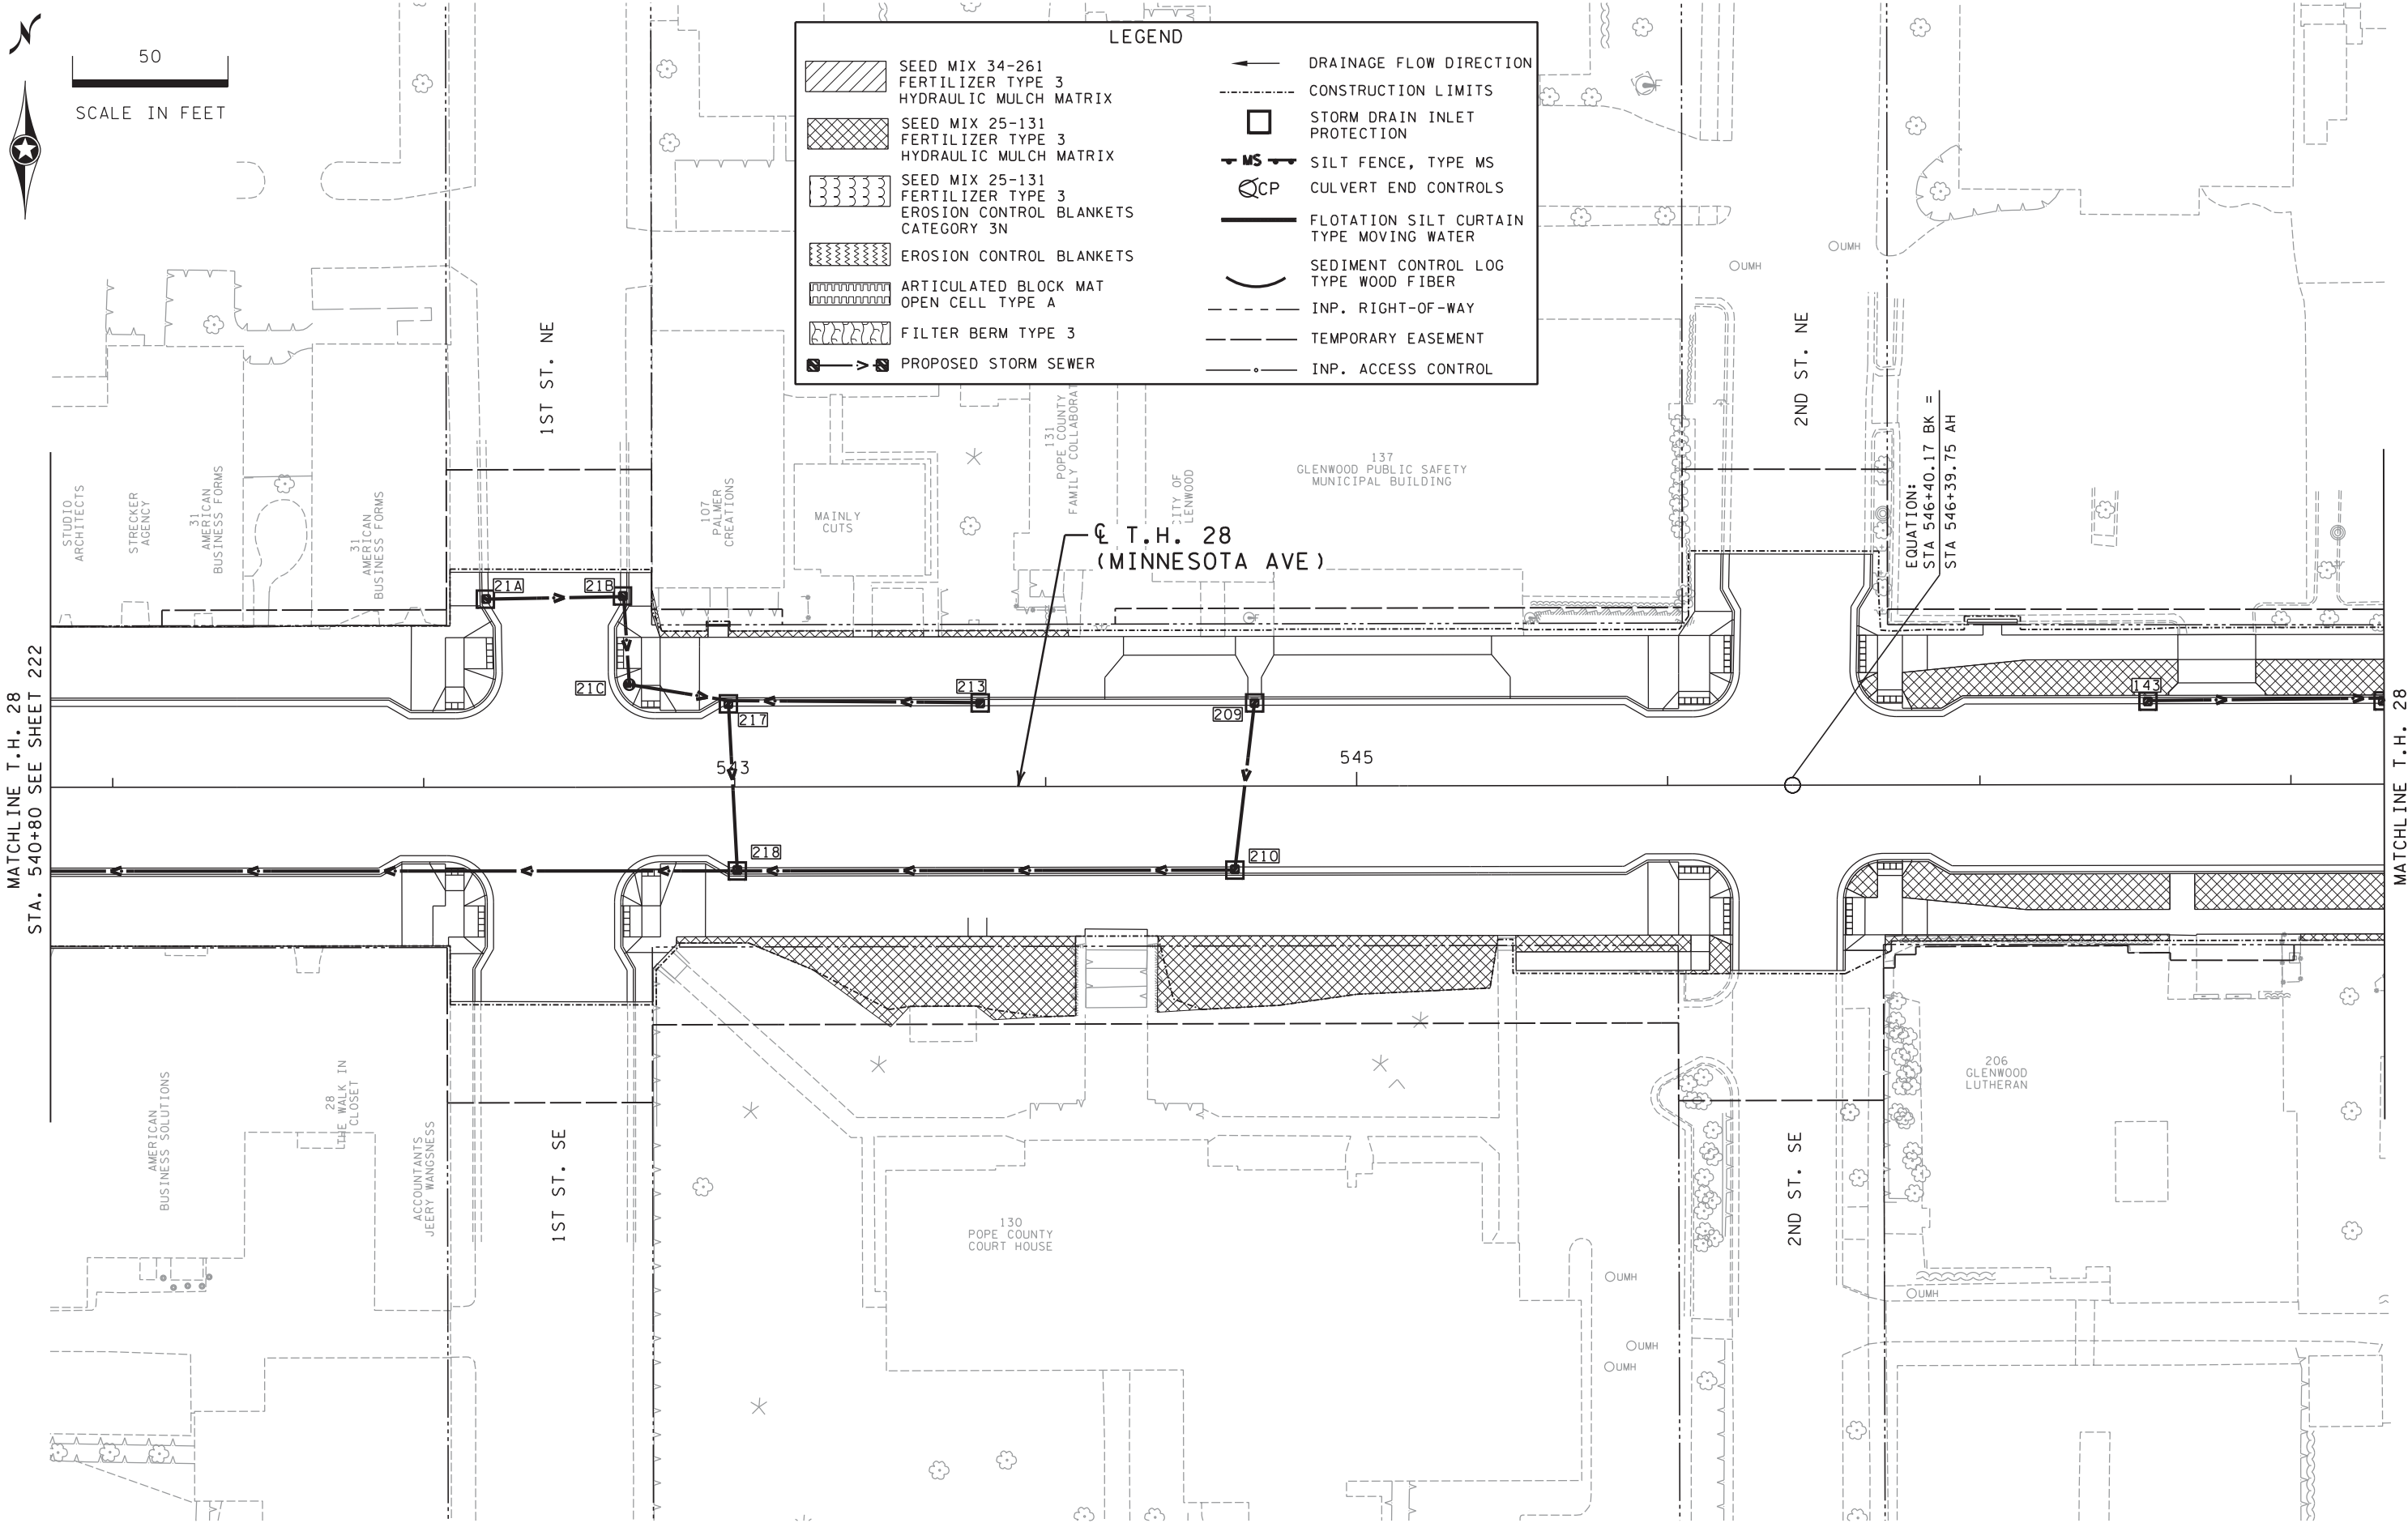 N
50
SCALE IN FEET
LEGEND
SEED MIX 34-261
FERTILIZER TYPE 3
HYDRAULIC MULCH MATRIX
SEED MIX 25-131
FERTILIZER TYPE 3
HYDRAULIC MULCH MATRIX
SEED MIX 25-131
FERTILIZER TYPE 3
EROSION CONTROL BLANKETS
CATEGORY 3N
EROSION CONTROL BLANKETS
ARTICULATED BLOCK MAT
OPEN CELL TYPE A
FILTER BERM TYPE 3
PROPOSED STORM SEWER
DRAINAGE FLOW DIRECTION
CONSTRUCTION LIMITS
STORM DRAIN INLET
PROTECTION
MS
SILT FENCE, TYPE MS
CP
CULVERT END CONTROLS
FLOTATION SILT CURTAIN
TYPE MOVING WATER
SEDIMENT CONTROL LOG
TYPE WOOD FIBER
INP. RIGHT-OF-WAY
TEMPORARY EASEMENT
INP. ACCESS CONTROL
UMH
UMH
1ST ST. NE
2ND ST. NE
EQUATION:
STA 546+40.17 BK =
STA 546+39.75 AH
STUDIO
ARCHITECTS
STRECKER
AGENCY
31
AMERICAN
BUSINESS FORMS
31
AMERICAN
BUSINESS FORMS
107
PALMER
CREATIONS
MAINLY
CUTS
131
POPE COUNTY
FAMILY COLLABORAT
CITY OF
LENWOOD
137
GLENWOOD PUBLIC SAFETY
MUNICIPAL BUILDING
℄ T.H. 28
(MINNESOTA AVE)
21A
21B
21C
217
213
209
143
543
545
218
210
MATCHLINE T.H. 28
STA. 540+80 SEE SHEET 222
MATCHLINE T.H. 28
AMERICAN
BUSINESS SOLUTIONS
28
THE WALK IN
CLOSET
ACCOUNTANTS
JEERY WANGSNESS
1ST ST. SE
130
POPE COUNTY
COURT HOUSE
2ND ST. SE
206
GLENWOOD
LUTHERAN
UMH
UMH
UMH
UMH